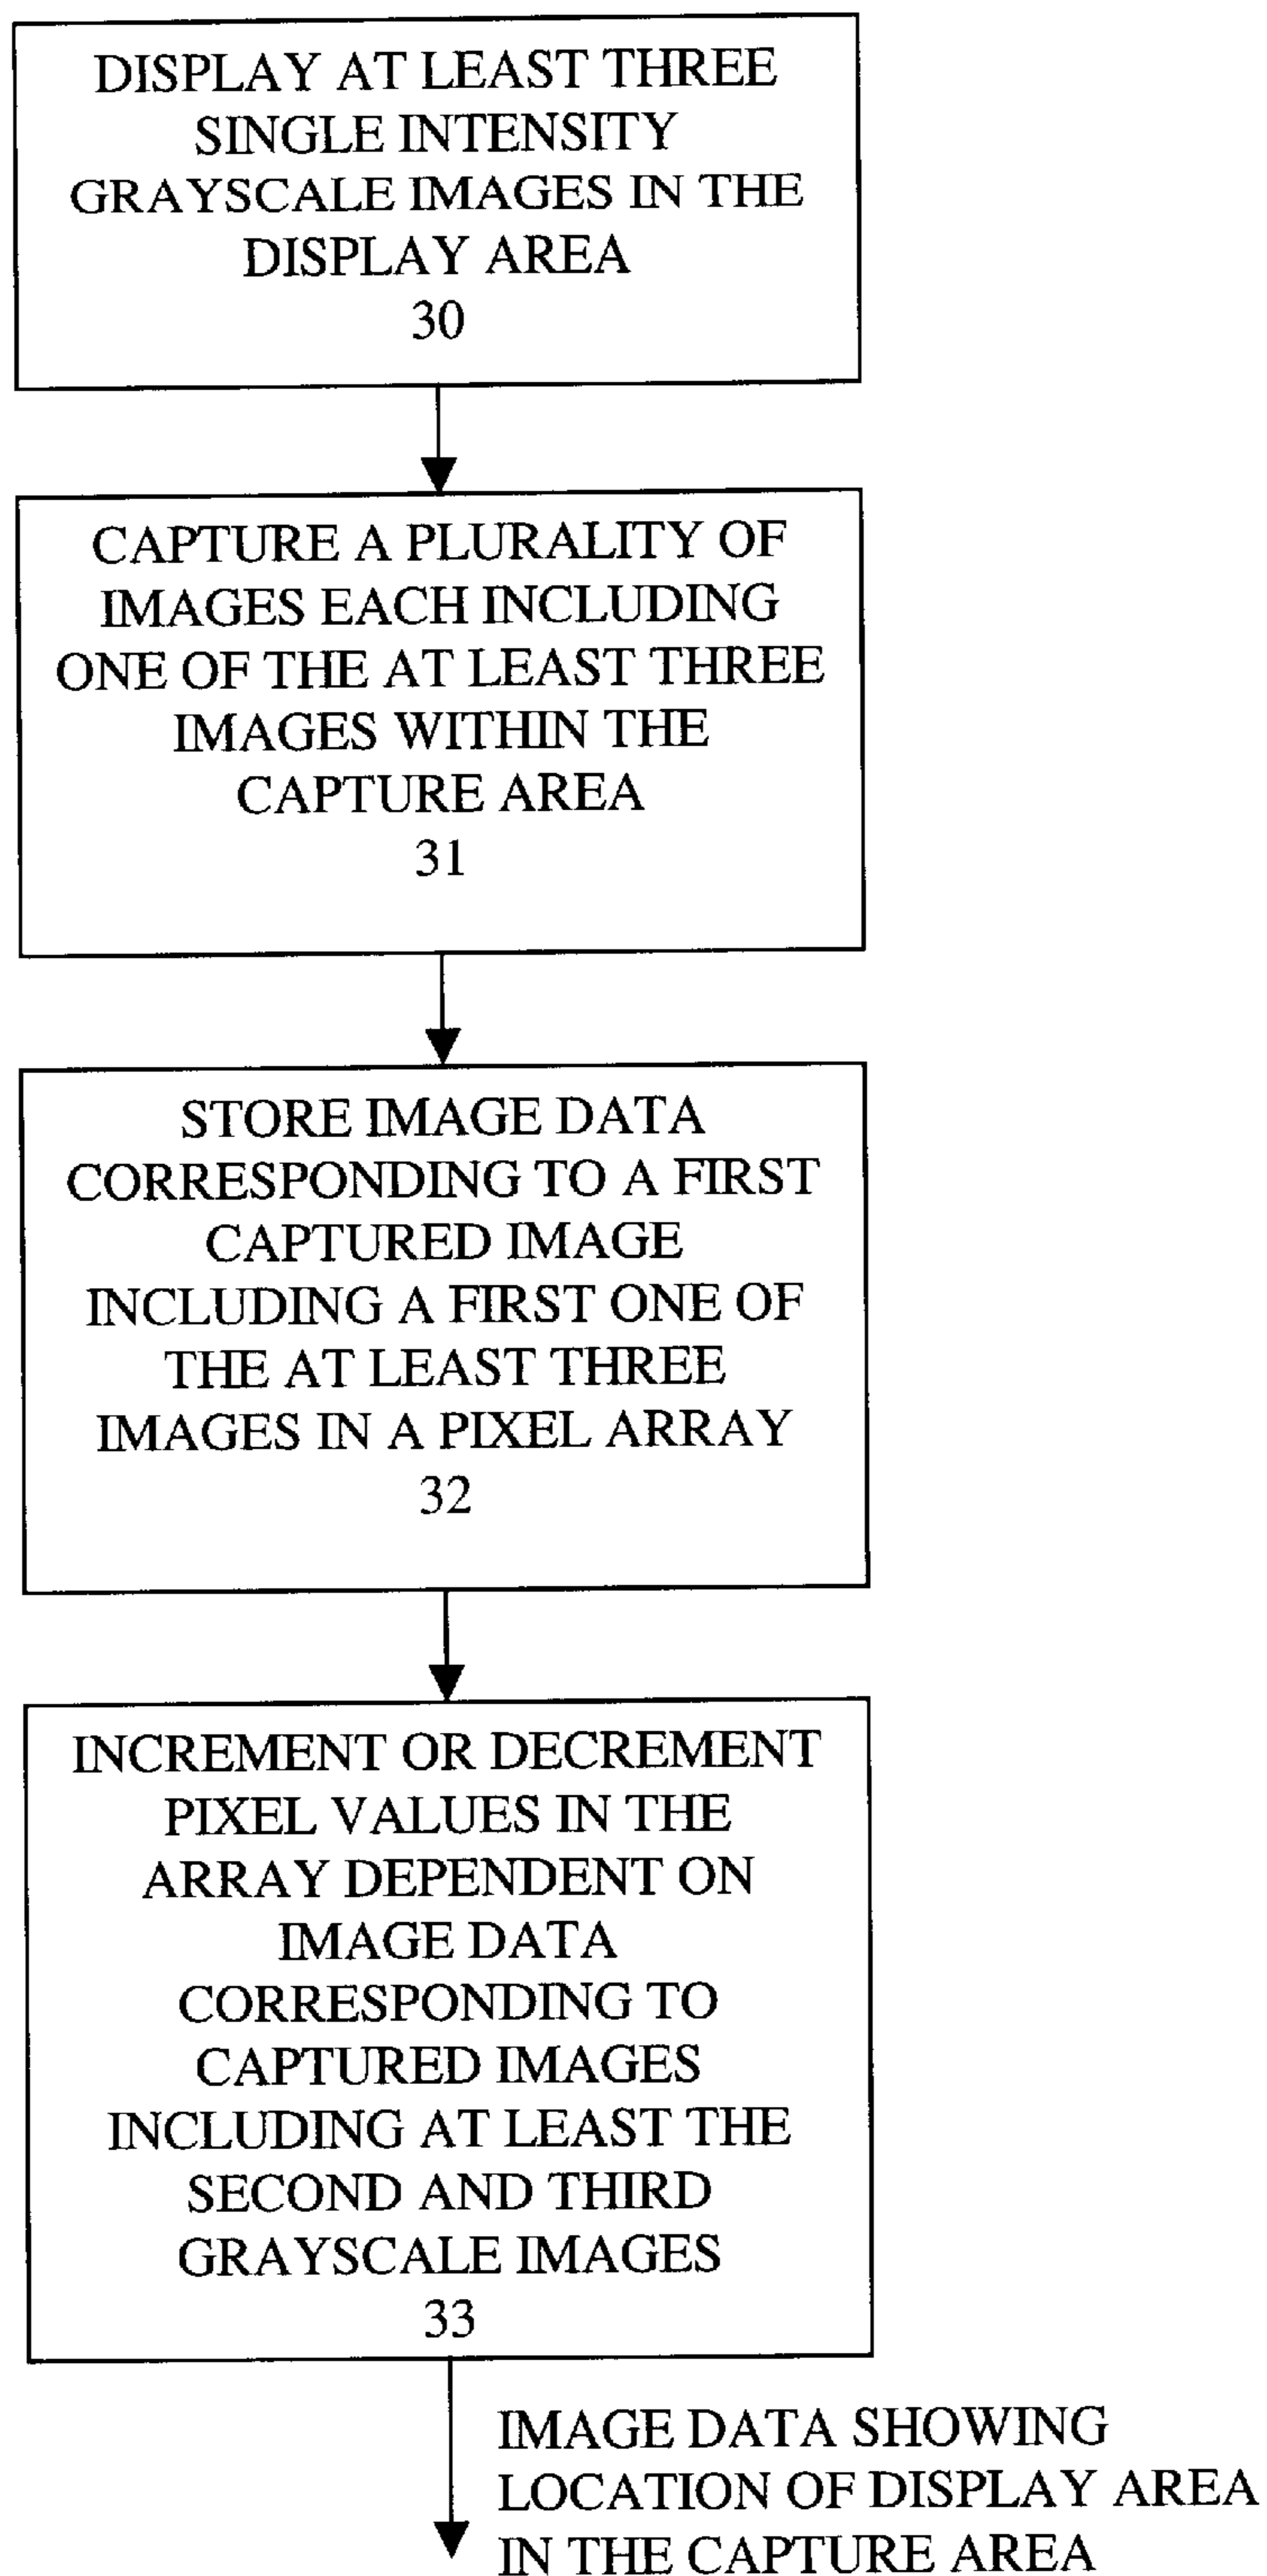 DISPLAY AT LEAST THREE
SINGLE INTENSITY
GRAYSCALE IMAGES IN THE
DISPLAY AREA
30
CAPTURE A PLURALITY OF
IMAGES EACH INCLUDING
ONE OF THE AT LEAST THREE
IMAGES WITHIN THE
CAPTURE AREA
31
STORE IMAGE DATA
CORRESPONDING TO A FIRST
CAPTURED IMAGE
INCLUDING A FIRST ONE OF
THE AT LEAST THREE
IMAGES IN A PIXEL ARRAY
32
INCREMENT OR DECREMENT
PIXEL VALUES IN THE
ARRAY DEPENDENT ON
IMAGE DATA
CORRESPONDING TO
CAPTURED IMAGES
INCLUDING AT LEAST THE
SECOND AND THIRD
GRAYSCALE IMAGES
33
IMAGE DATA SHOWING
LOCATION OF DISPLAY AREA
IN THE CAPTURE AREA